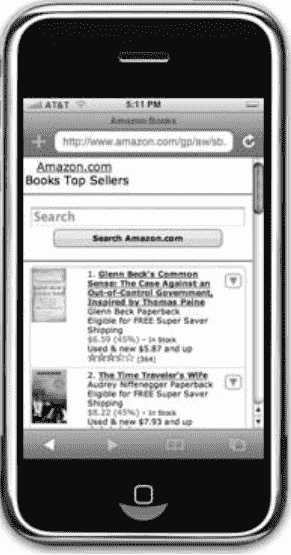 AT&T 5:11 PM
Amazon Books
http://www.amazon.com/gp/aw/sb.
Amazon.com
Books Top Sellers
Search
Search Amazon.com
1. Glenn Beck's Common
Sense: The Case Against an
Out-of-Control Government,
Inspired by Thomas Paine
Glenn Beck Paperback
Eligible for FREE Super Saver
Shipping
$6.59 (45%) - In Stock
Used & new $5.87 and up
(364)
2. The Time Traveler's Wife
Audrey Niffenegger Paperback
Eligible for FREE Super Saver
Shipping
$8.22 (45%) - In Stock
Used & new $7.93 and up